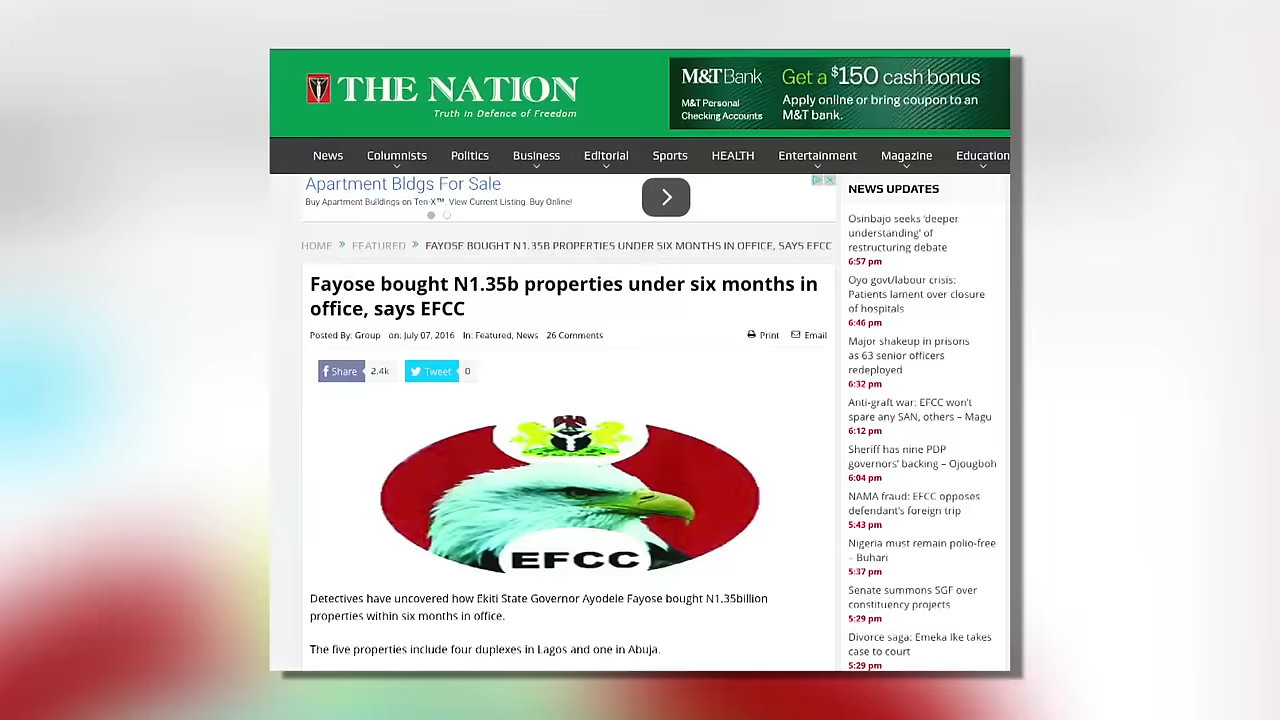 THE NATION
Truth in Defence of Freedom
M&T Bank
M&T Personal
Checking Accounts
Get a $150 cash bonus
Apply online or bring coupon to an
M&T bank.
News Columnists Politics Business Editorial Sports HEALTH Entertainment Magazine Education
Apartment Bldgs For Sale
Buy Apartment Buildings on Ten-X™. View Current Listing. Buy Online!
HOME » FEATURED » FAYOSE BOUGHT N1.35B PROPERTIES UNDER SIX MONTHS IN OFFICE, SAYS EFCC
Fayose bought N1.35b properties under six months in
office, says EFCC
Posted By: Group on: July 07, 2016 In: Featured, News 26 Comments Print Email
Share 2.4k Tweet 0
EFCC
Detectives have uncovered how Ekiti State Governor Ayodele Fayose bought N1.35billion
properties within six months in office.
The five properties include four duplexes in Lagos and one in Abuja.
NEWS UPDATES
Osinbajo seeks 'deeper
understanding' of
restructuring debate
6:57 pm
Oyo govt/labour crisis:
Patients lament over closure
of hospitals
6:46 pm
Major shakeup in prisons
as 63 senior officers
redeployed
6:32 pm
Anti-graft war: EFCC won't
spare any SAN, others – Magu
6:12 pm
Sheriff has nine PDP
governors' backing – Ojougboh
6:04 pm
NAMA fraud: EFCC opposes
defendant's foreign trip
5:43 pm
Nigeria must remain polio-free
– Buhari
5:37 pm
Senate summons SGF over
constituency projects
5:29 pm
Divorce saga: Emeka Ike takes
case to court
5:29 pm